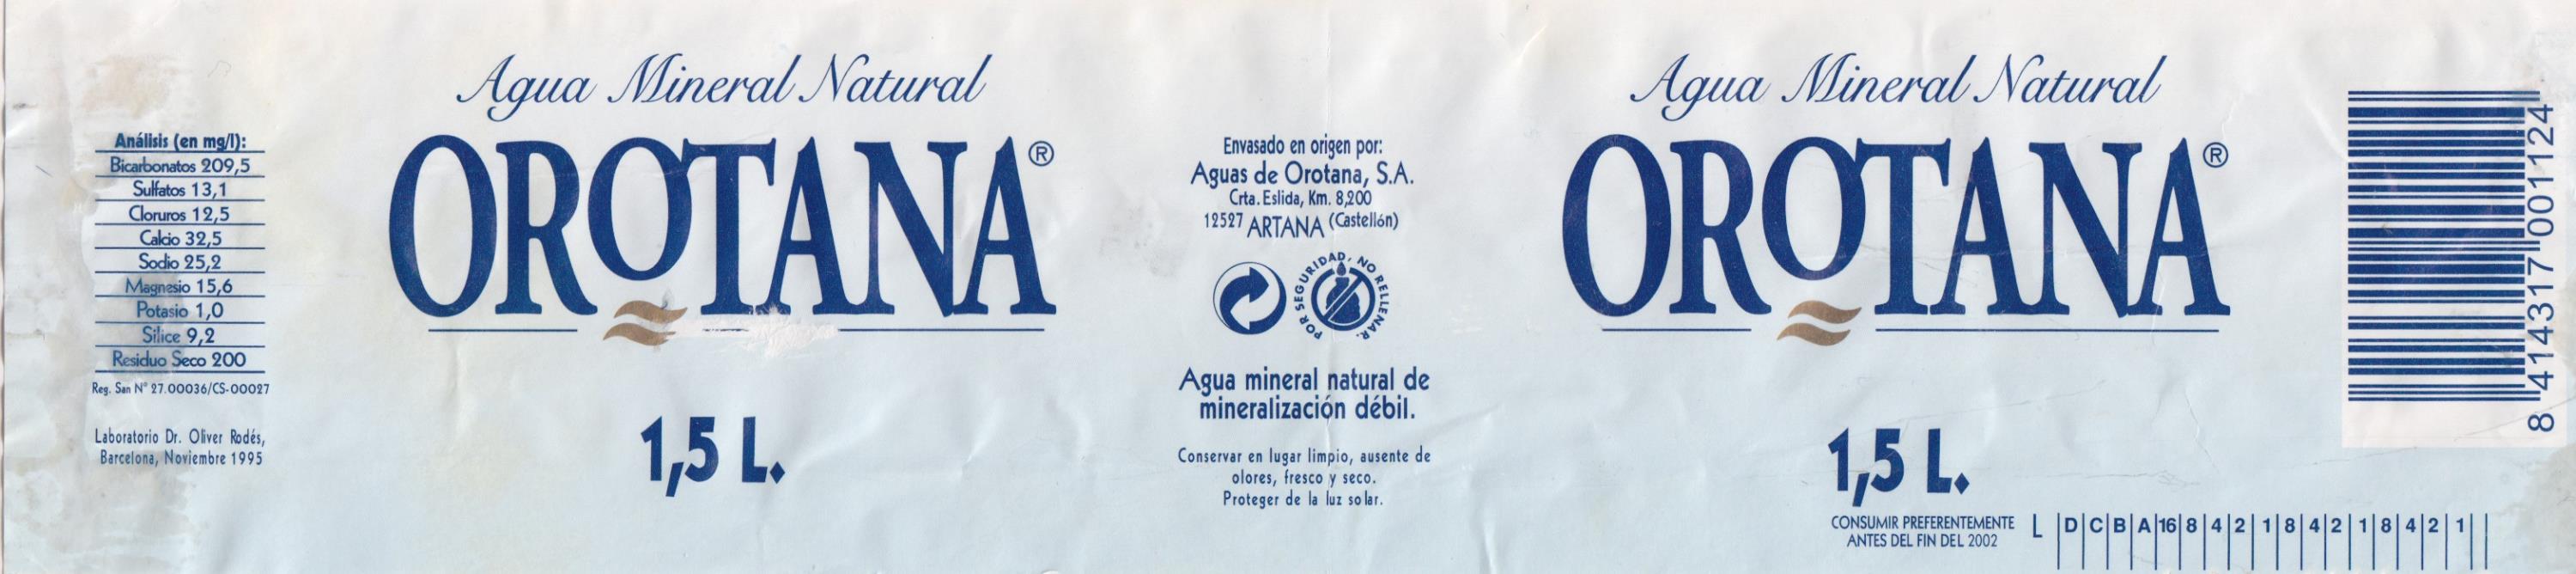 Análisis (en mg/l):
Bicarbonatos 209,5
Sulfatos 13,1
Cloruros 12,5
Calcio 32,5
Sodio 25,2
Magnesio 15,6
Potasio 1,0
Sílice 9,2
Residuo Seco 200
Reg. San Nº 27.00036/CS-00027
Laboratorio Dr. Oliver Rodés,
Barcelona, Noviembre 1995
Agua Mineral Natural
OROTANA®
1,5 L.
Envasado en origen por:
Aguas de Orotana, S.A.
Crta. Eslida, Km. 8,200
12527 ARTANA (Castellón)
POR SEGURIDAD, NO RELLENAR.
Agua mineral natural de
mineralización débil.
Conservar en lugar limpio, ausente de
olores, fresco y seco.
Proteger de la luz solar.
Agua Mineral Natural
OROTANA®
1,5 L.
CONSUMIR PREFERENTEMENTE
ANTES DEL FIN DEL 2002
L D C B A 16 8 4 2 1 8 4 2 1 8 4 2 1
8 414317 001124